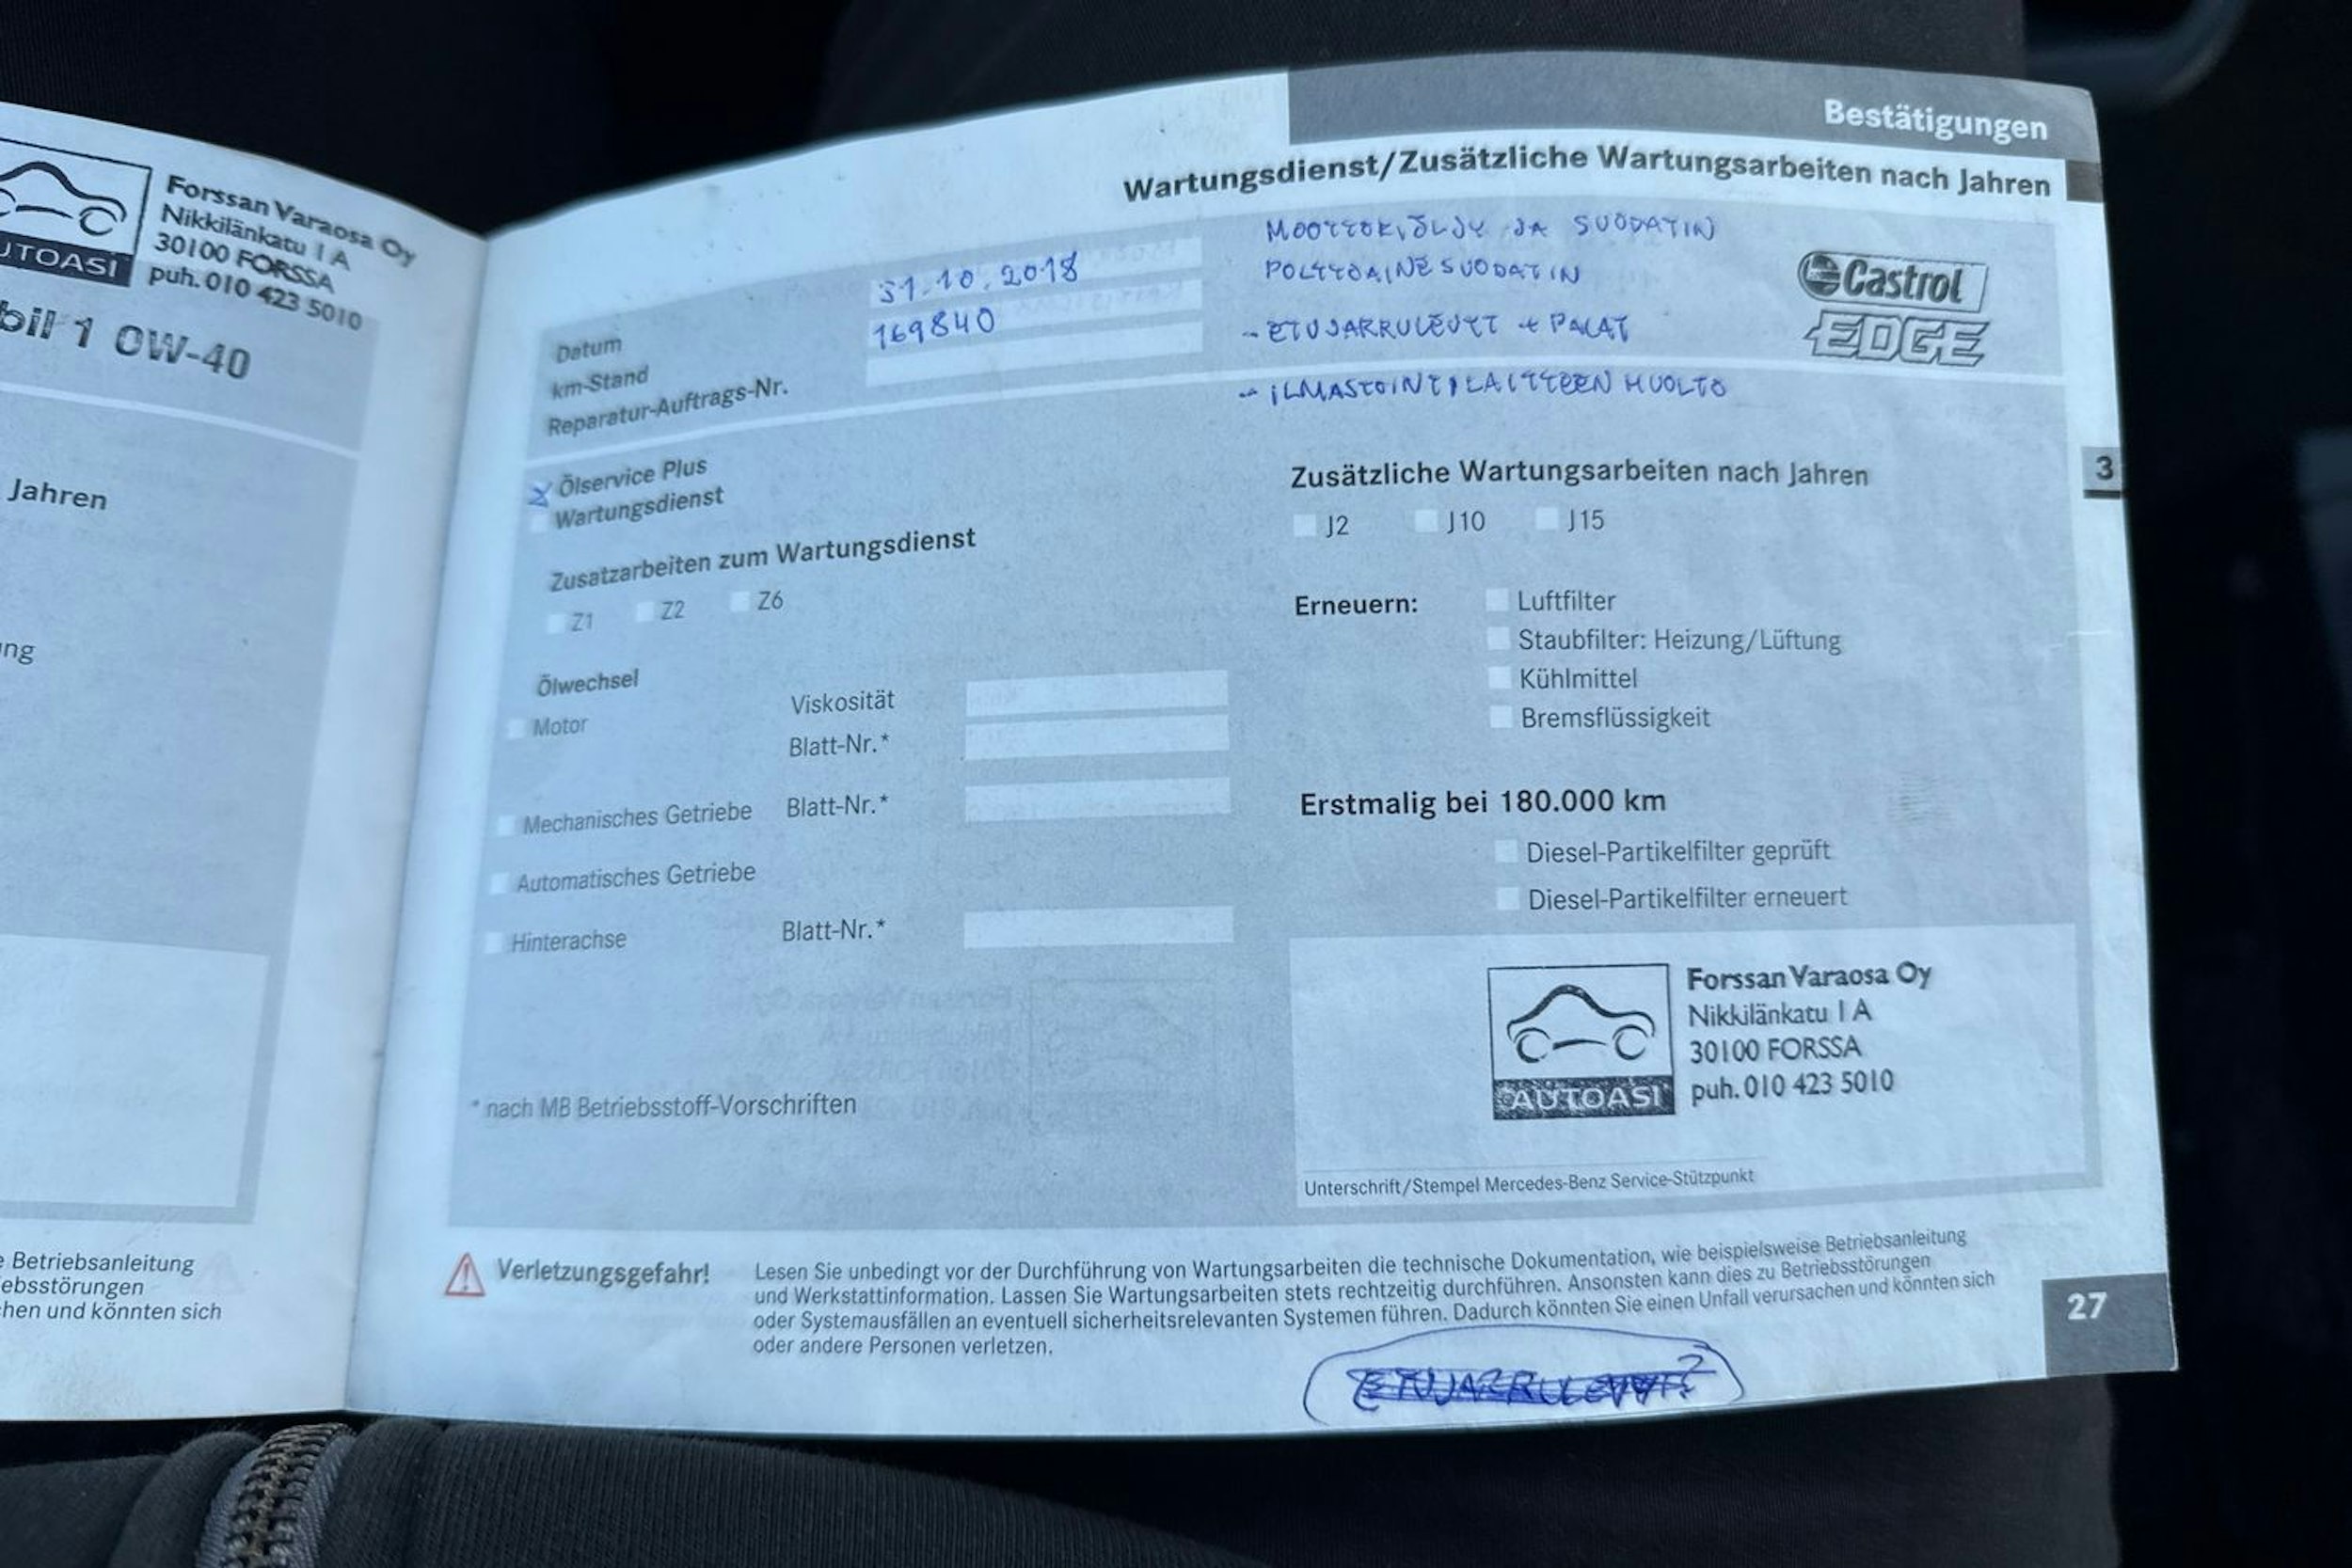 Forssan Varaosa Oy
Nikkilänkatu 1 A
30100 FORSSA
puh. 010 423 5010
UTOASI
bil 1 0W-40
Jahren
ng
e Betriebsanleitung
ebsstörungen
hen und könnten sich
Bestätigungen
Wartungsdienst/Zusätzliche Wartungsarbeiten nach Jahren
Datum 31.10.2018
km-Stand 169840
Reparatur-Auftrags-Nr.
MOOTTORIÖLJY JA SUODATIN
POLTTOAINESUODATIN
- ETUJARRULEVYT + PALAT
- ILMASTOINTILAITTEEN HUOLTO
Castrol
EDGE
Ölservice Plus
Wartungsdienst
Zusatzarbeiten zum Wartungsdienst
Z1 Z2 Z6
Ölwechsel
Motor Viskosität
Blatt-Nr.*
Mechanisches Getriebe Blatt-Nr.*
Automatisches Getriebe
Hinterachse Blatt-Nr.*
* nach MB Betriebsstoff-Vorschriften
Zusätzliche Wartungsarbeiten nach Jahren
J2 J10 J15
Erneuern: Luftfilter
Staubfilter: Heizung/Lüftung
Kühlmittel
Bremsflüssigkeit
Erstmalig bei 180.000 km
Diesel-Partikelfilter geprüft
Diesel-Partikelfilter erneuert
Forssan Varaosa Oy
Nikkilänkatu 1 A
30100 FORSSA
puh. 010 423 5010
AUTOASI
Unterschrift/Stempel Mercedes-Benz Service-Stützpunkt
3
Verletzungsgefahr!
Lesen Sie unbedingt vor der Durchführung von Wartungsarbeiten die technische Dokumentation, wie beispielsweise Betriebsanleitung
und Werkstattinformation. Lassen Sie Wartungsarbeiten stets rechtzeitig durchführen. Ansonsten kann dies zu Betriebsstörungen
oder Systemausfällen an eventuell sicherheitsrelevanten Systemen führen. Dadurch könnten Sie einen Unfall verursachen und könnten sich
oder andere Personen verletzen.
27
ETUJARRULEVYT?